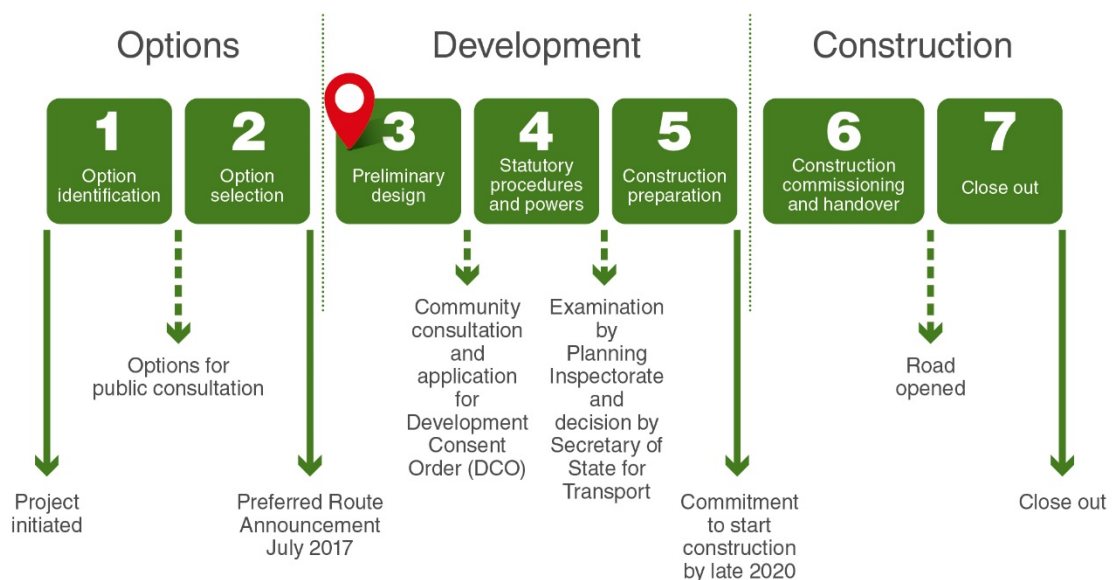 Options
Development
Construction
1
Option
identification
2
Option
selection
3
Preliminary
design
4
Statutory
procedures
and powers
5
Construction
preparation
6
Construction
commissioning
and handover
7
Close out
Project
initiated
Options for
public consultation
Preferred Route
Announcement
July 2017
Community
consultation
and
application
for
Development
Consent
Order (DCO)
Examination
by
Planning
Inspectorate
and
decision by
Secretary of
State for
Transport
Commitment
to start
construction
by late 2020
Road
opened
Close out